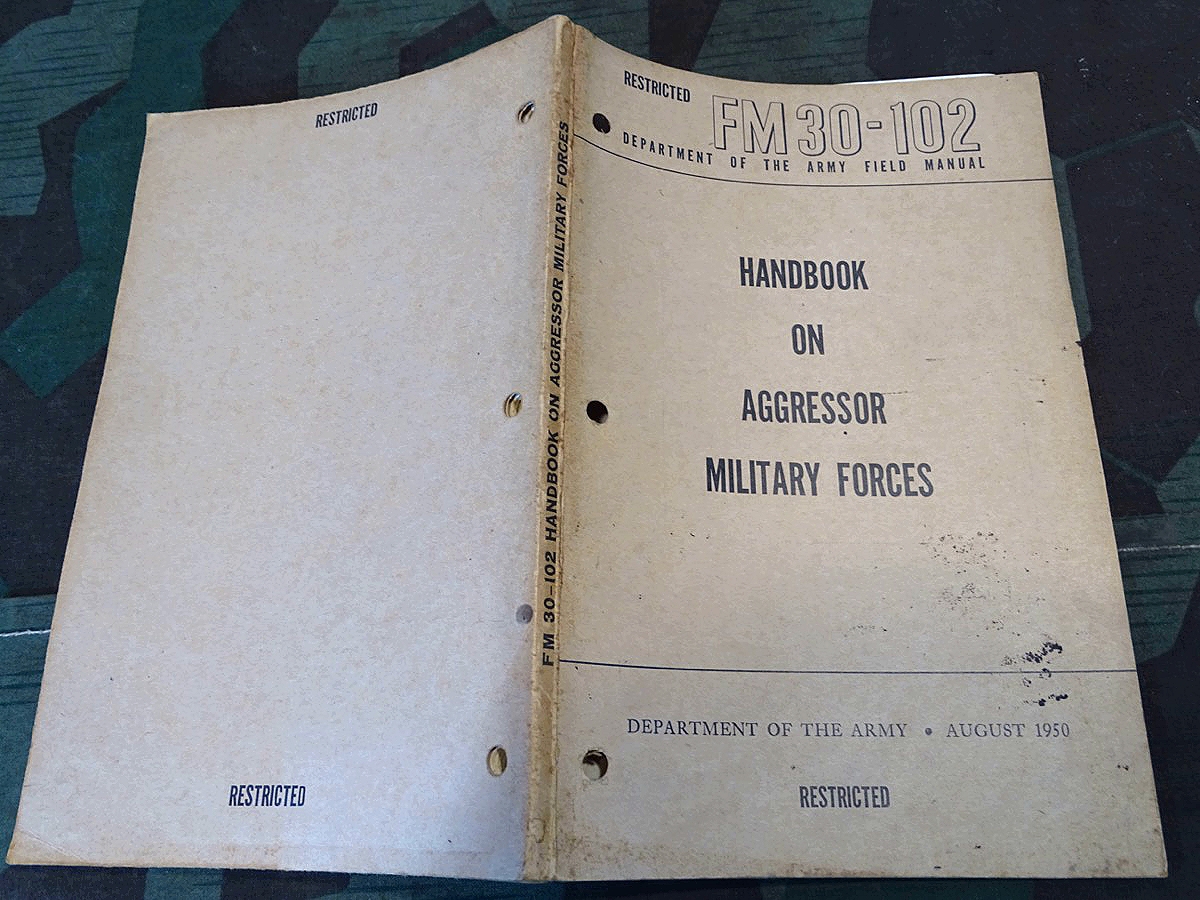 RESTRICTED
RESTRICTED
FM 30-102 HANDBOOK ON AGGRESSOR MILITARY FORCES
RESTRICTED
FM 30-102
DEPARTMENT OF THE ARMY FIELD MANUAL
HANDBOOK
ON
AGGRESSOR
MILITARY FORCES
DEPARTMENT OF THE ARMY • AUGUST 1950
RESTRICTED